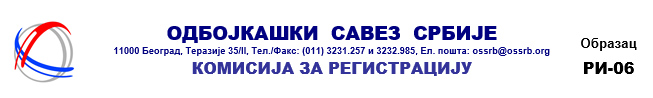 ОДБОЈКАШКИ САВЕЗ СРБИЈЕ
11000 Београд, Теразије 35/II, Тел./Факс: (011) 3231.257 и 3232.985, Ел. пошта: ossrb@ossrb.org
КОМИСИЈА ЗА РЕГИСТРАЦИЈУ
Образац
РИ-06